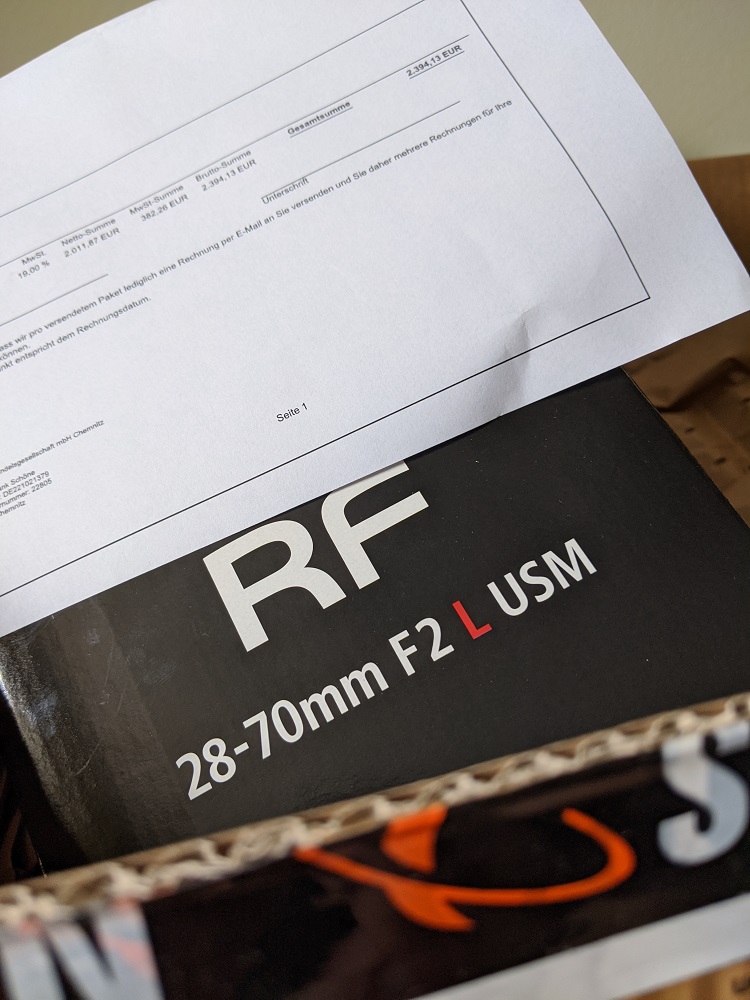 2.394,13 EUR
Gesamtsumme
MwSt. Netto-Summe MwSt-Summe Brutto-Summe
19,00 % 2.011,87 EUR 382,26 EUR 2.394,13 EUR
Unterschrift
ass wir pro versendetem Paket lediglich eine Rechnung per E-Mail an Sie versenden und Sie daher mehrere Rechnungen für Ihre
können.
nkt entspricht dem Rechnungsdatum.
Seite 1
ndelsgesellschaft mbH Chemnitz
ank Schöne
: DE221021379
rnummer: 22805
hemnitz
RF
28-70mm F2 L USM
N S